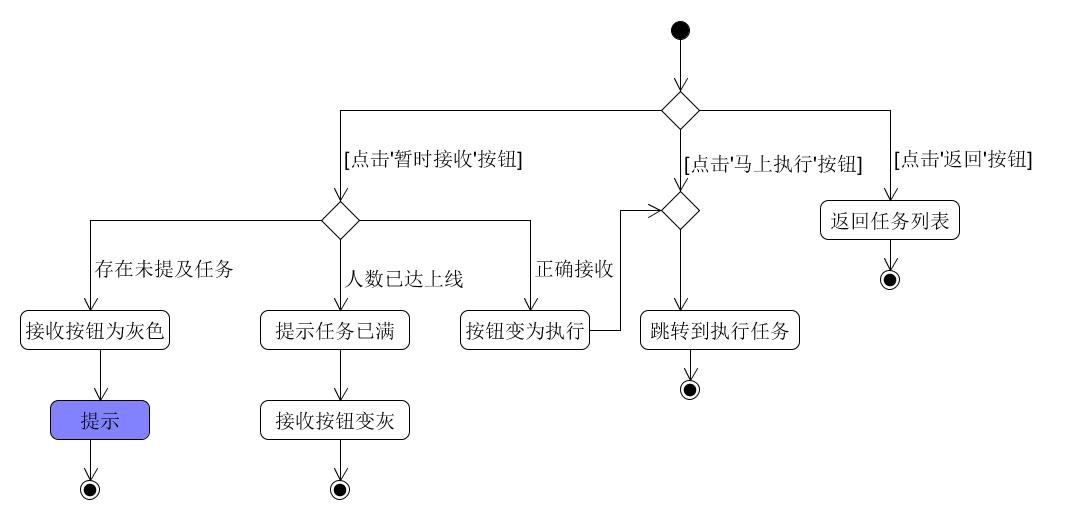 [点击'暂时接收'按钮]
[点击'马上执行'按钮]
[点击'返回'按钮]
返回任务列表
存在未提及任务
人数已达上线
正确接收
接收按钮为灰色
提示任务已满
按钮变为执行
跳转到执行任务
提示
接收按钮变灰